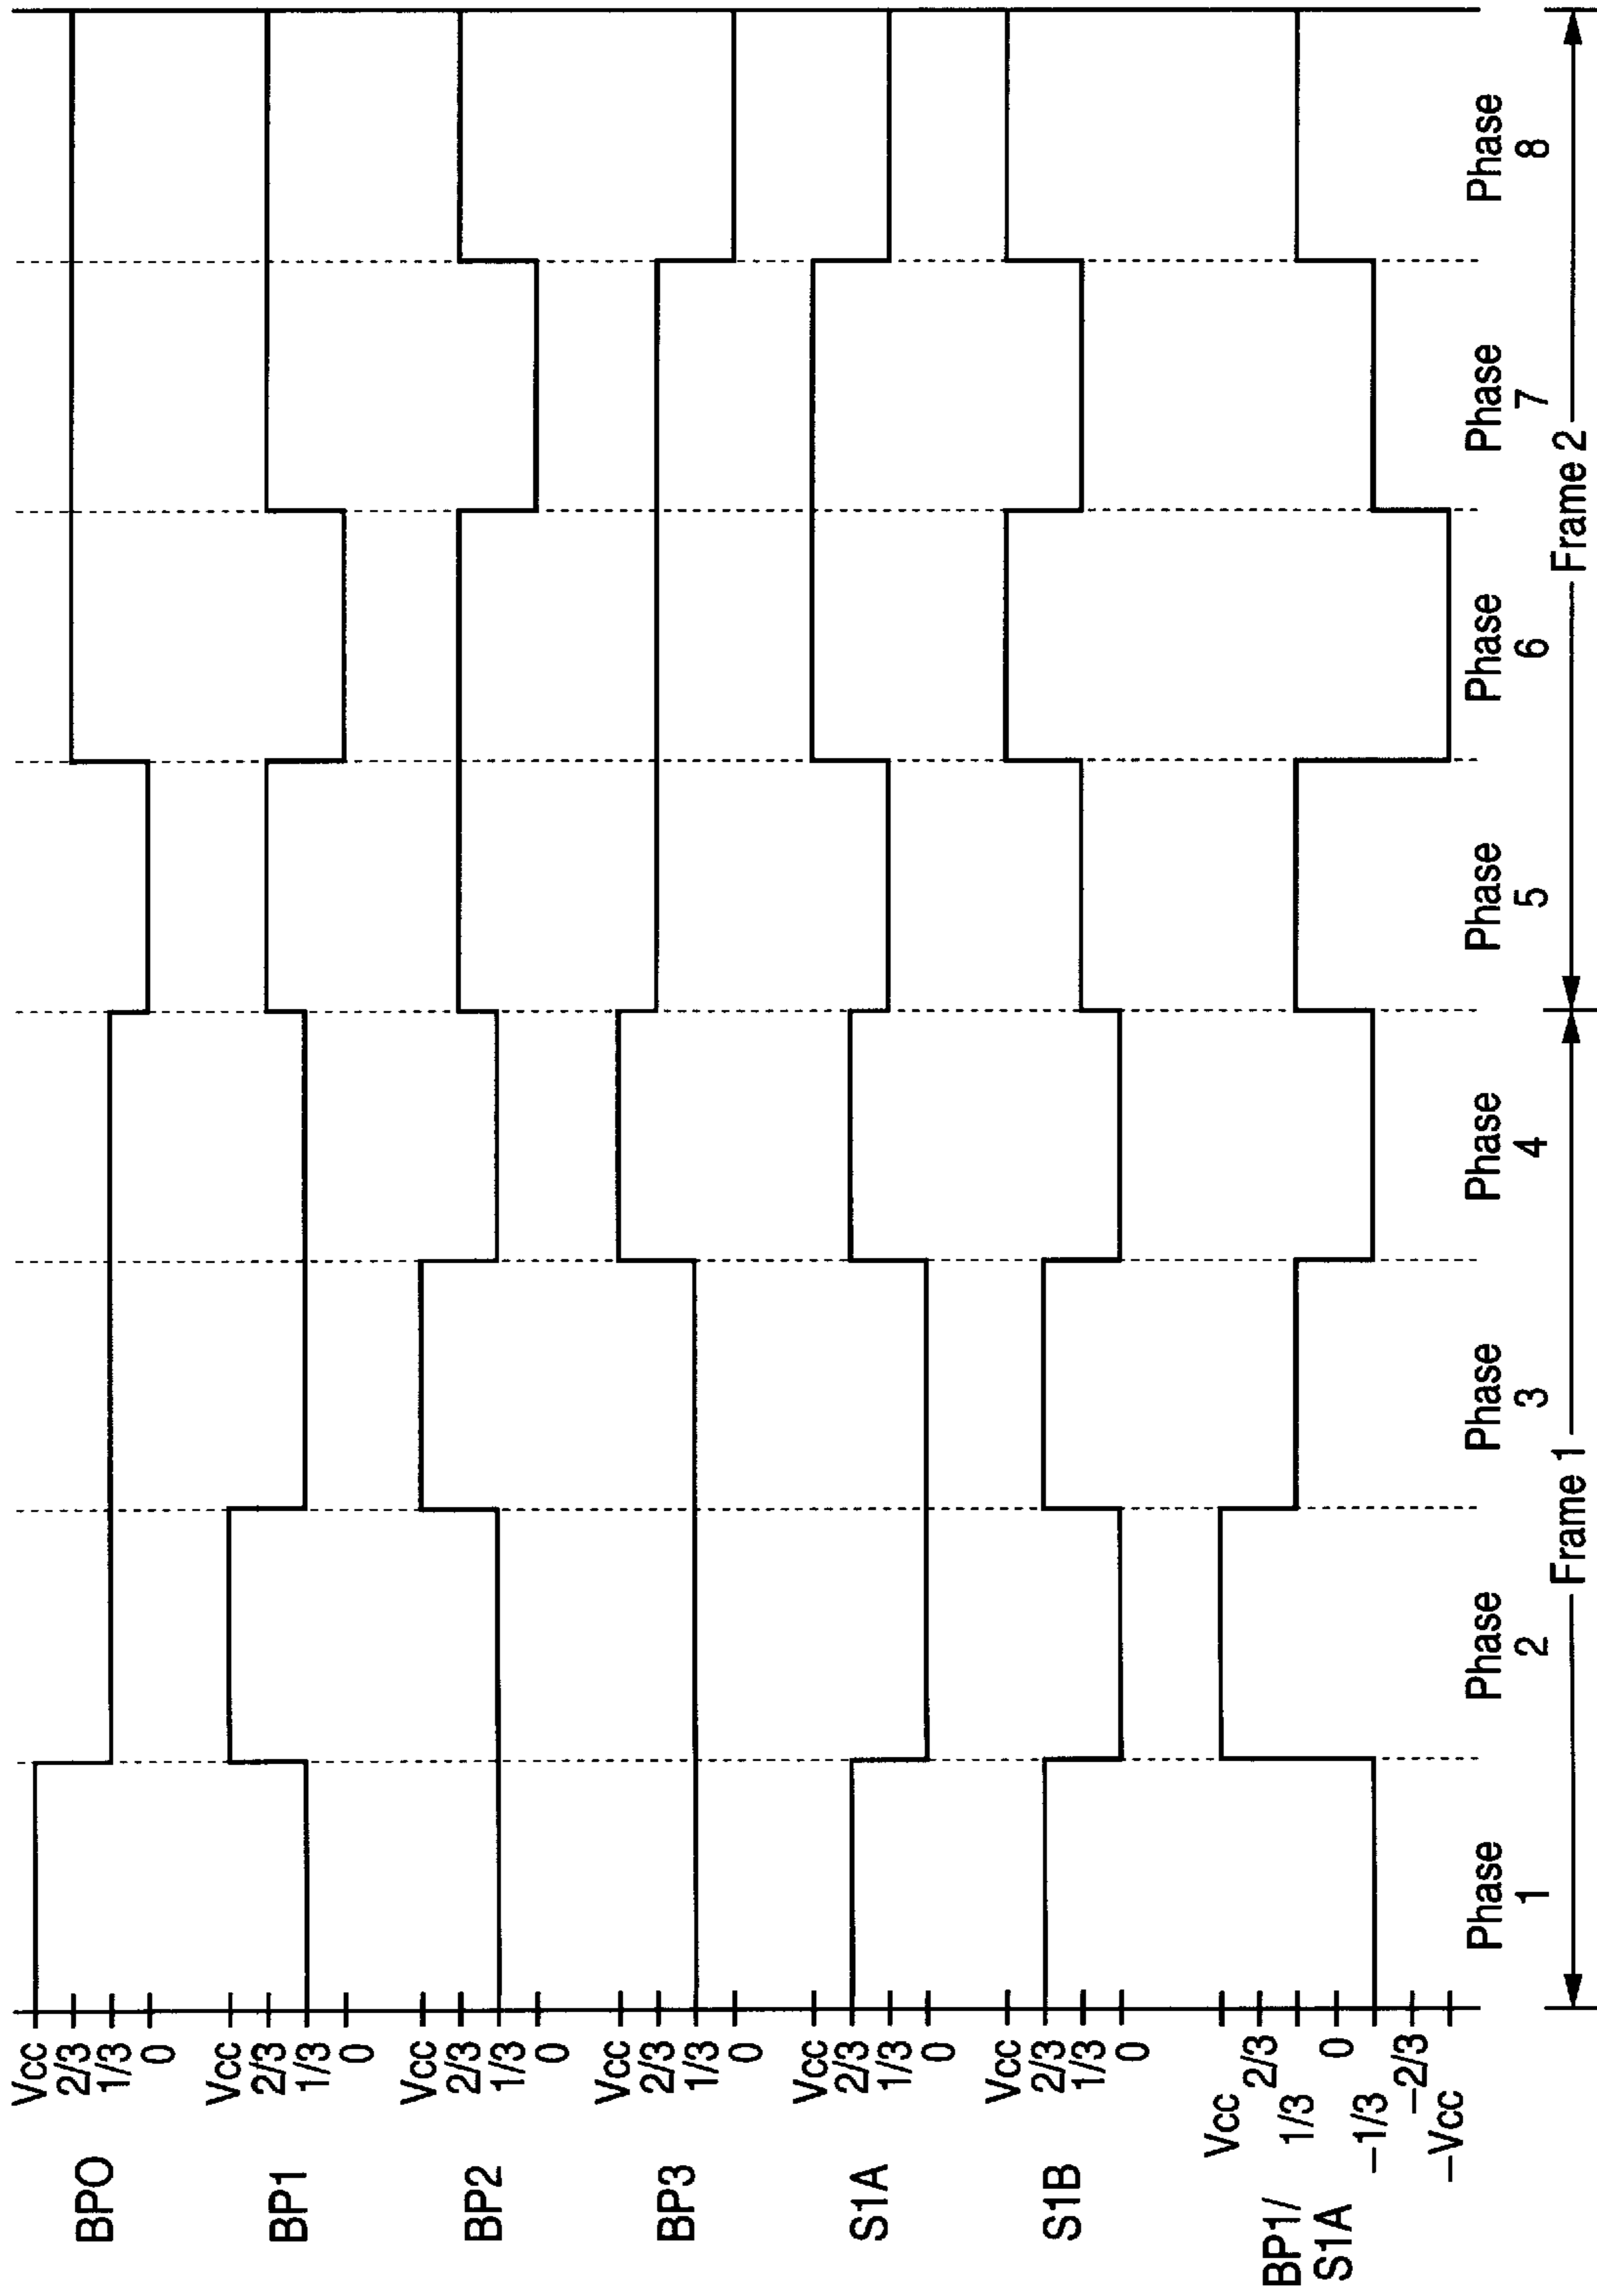 BP0
Vcc
2/3
1/3
0
BP1
Vcc
2/3
1/3
0
BP2
Vcc
2/3
1/3
0
BP3
Vcc
2/3
1/3
0
S1A
Vcc
2/3
1/3
0
S1B
Vcc
2/3
1/3
0
BP1/
S1A
Vcc
2/3
1/3
0
−1/3
−2/3
−Vcc
Phase
1
Phase
2
Phase
3
Phase
4
Phase
5
Phase
6
Phase
7
Phase
8
Frame 1
Frame 2